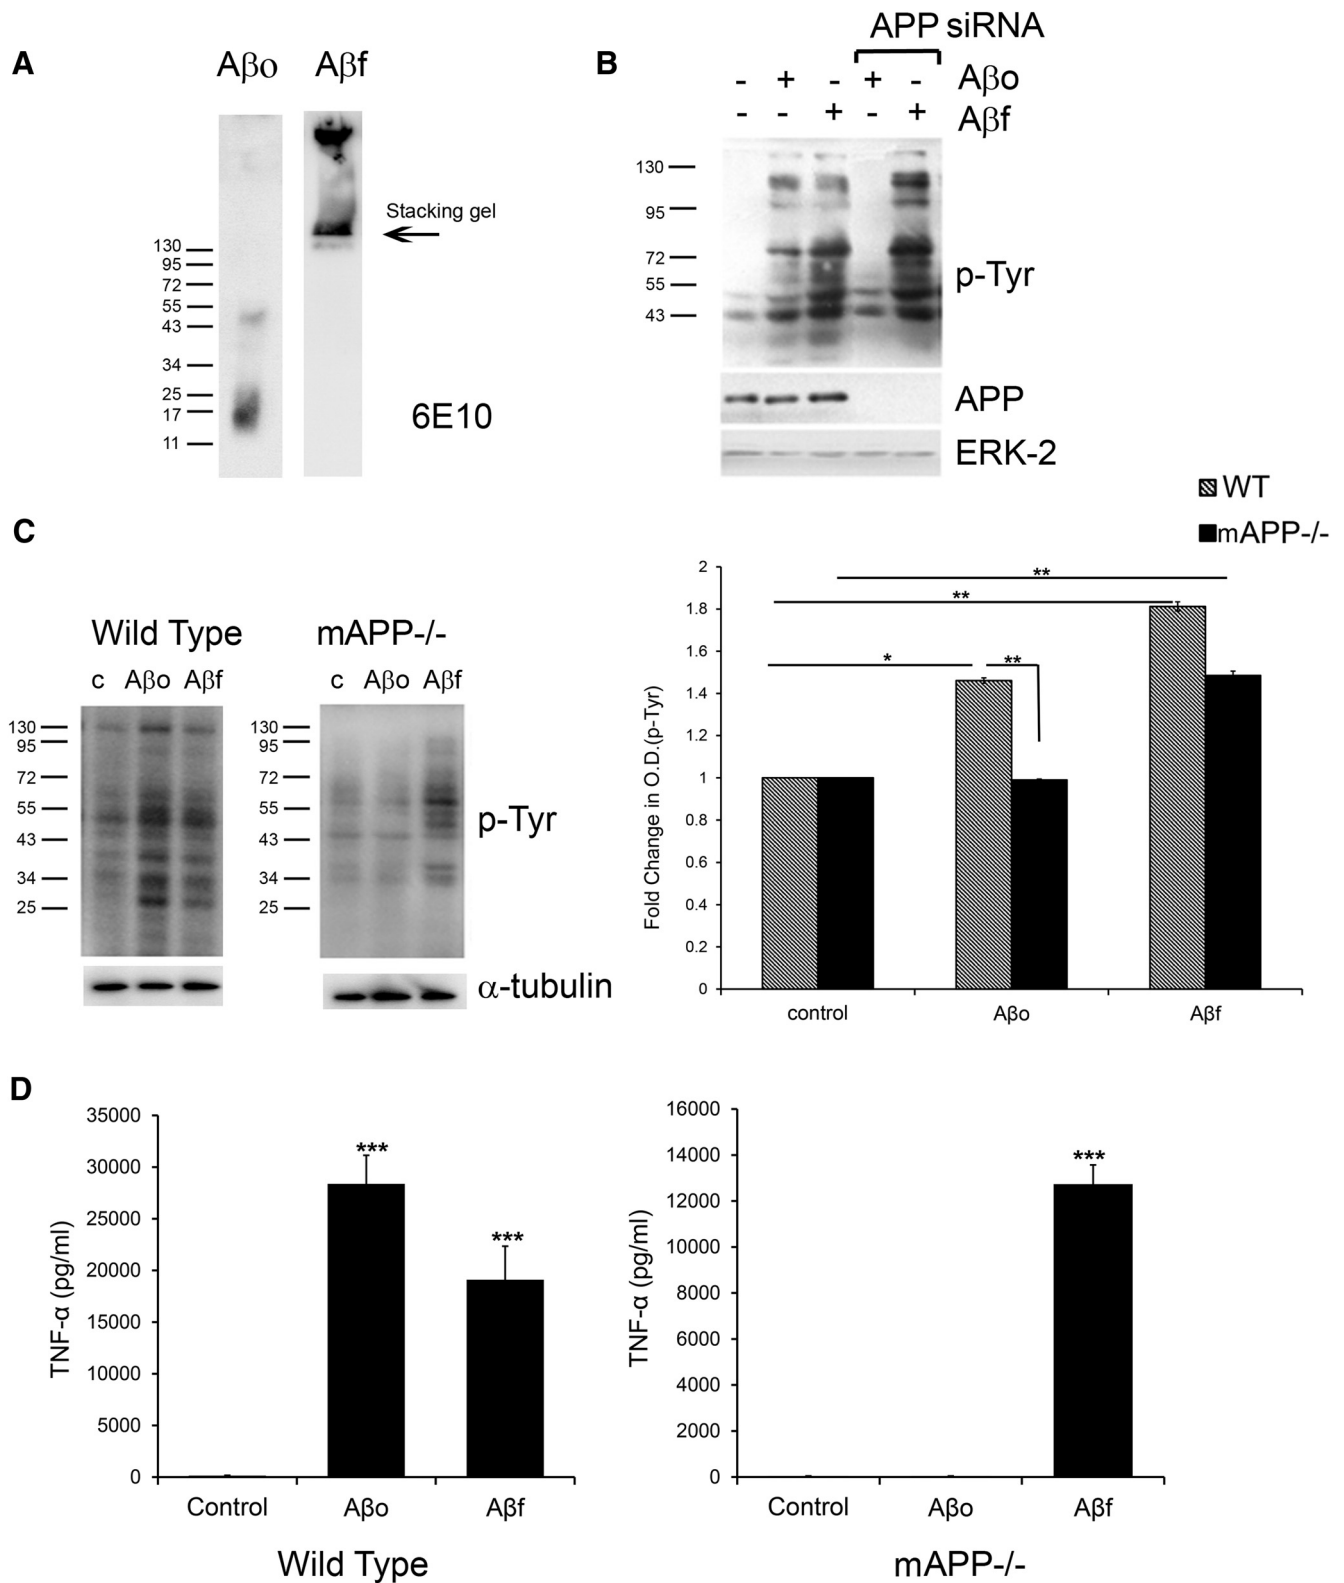 A
Aβo Aβf
Stacking gel
130
95
72
55
43
34
25
17
11
6E10
B
APP siRNA
- + - + - Aβo
- - + - + Aβf
130
95
72
55
43
p-Tyr
APP
ERK-2
C
Wild Type mAPP-/-
c Aβo Aβf c Aβo Aβf
130
95
72
55
43
34
25
130
95
72
55
43
34
25
p-Tyr
α-tubulin
WT
mAPP-/-
Fold Change in O.D.(p-Tyr)
2
1.8
1.6
1.4
1.2
1
0.8
0.6
0.4
0.2
0
**
**
* **
control Aβo Aβf
D
TNF-α (pg/ml)
35000
30000
25000
20000
15000
10000
5000
0
***
***
Control Aβo Aβf
Wild Type
TNF-α (pg/ml)
16000
14000
12000
10000
8000
6000
4000
2000
0
***
Control Aβo Aβf
mAPP-/-